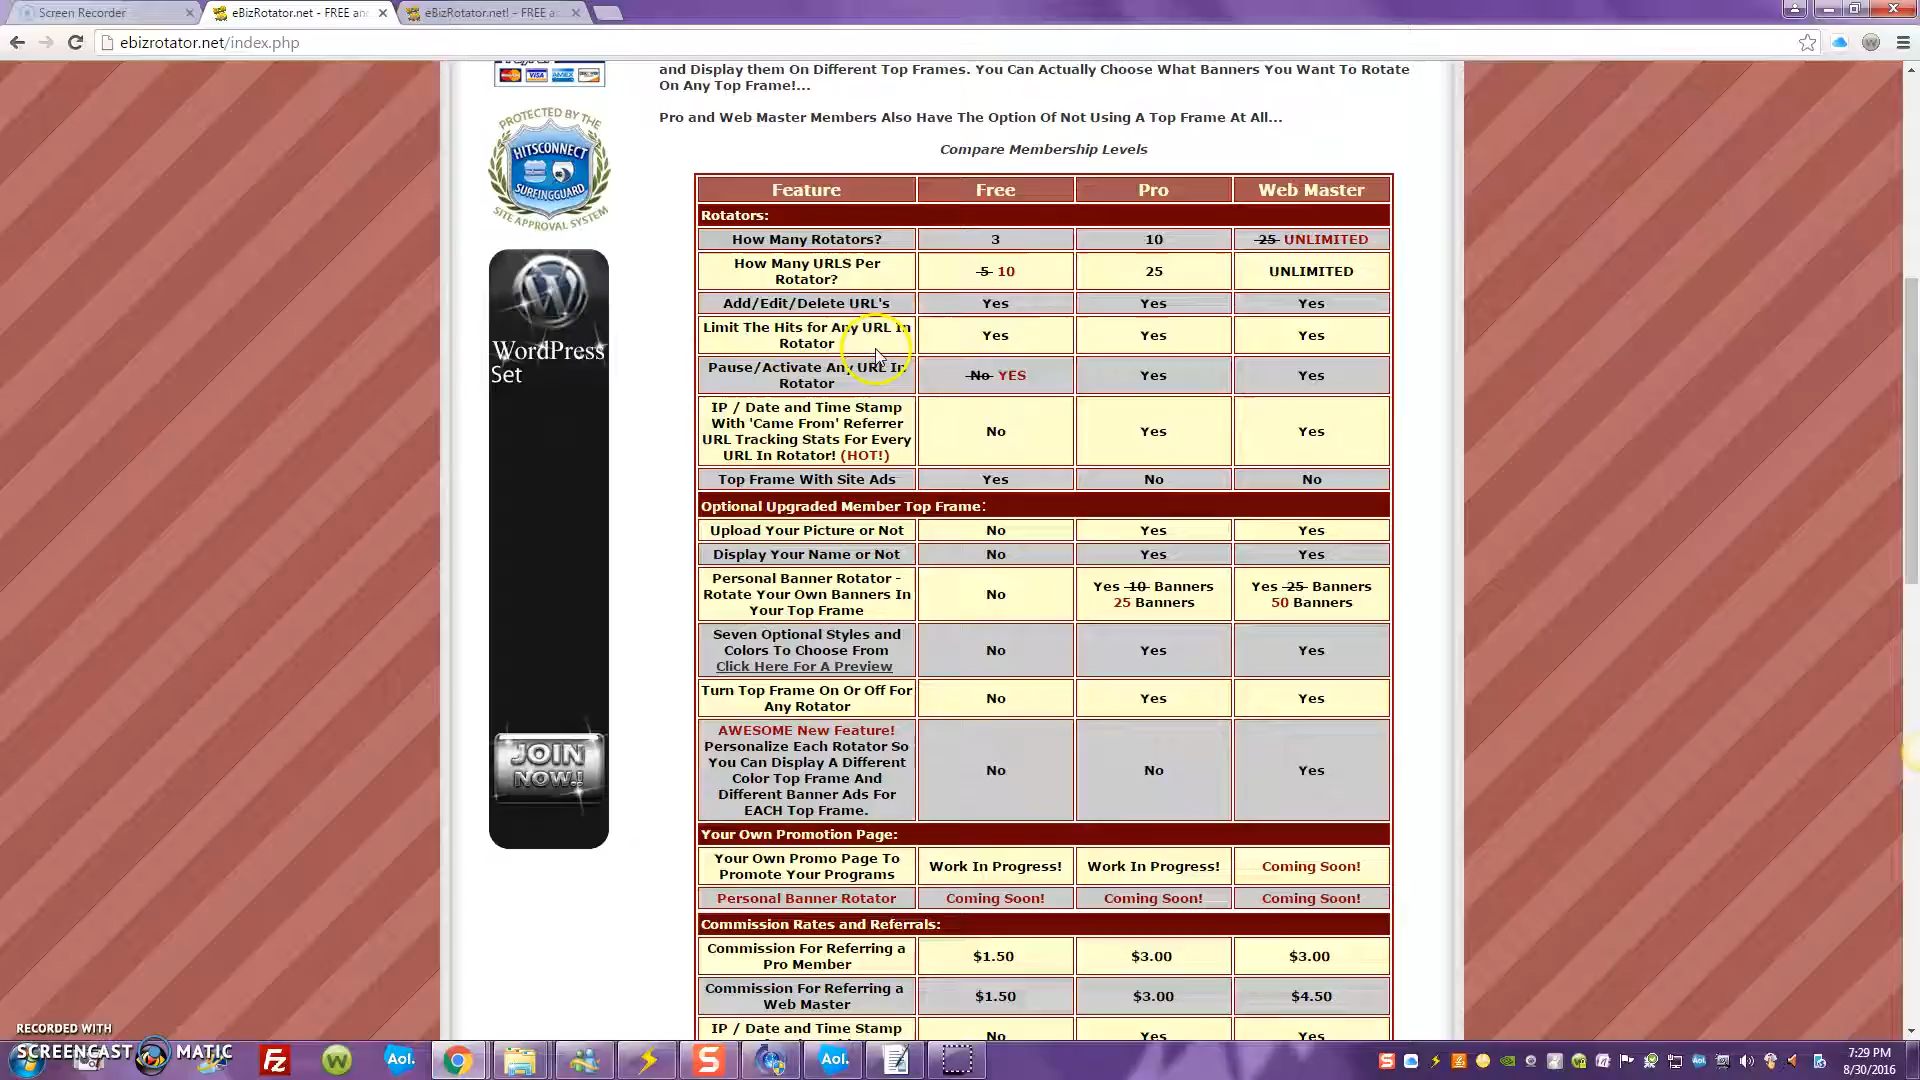 Screen Recorder
eBizRotator.net - FREE an
eBizRotator.net! - FREE a
ebizrotator.net/index.php
VISA
AMEX
PROTECTED BY THE
HITSCONNECT
SURFINGGUARD
SITE APPROVAL SYSTEM
WordPress
Set
JOIN
NOW!!
and Display them On Different Top Frames. You Can Actually Choose What Banners You Want To Rotate
On Any Top Frame!...
Pro and Web Master Members Also Have The Option Of Not Using A Top Frame At All...
Compare Membership Levels
Feature Free Pro Web Master
Rotators:
How Many Rotators? 3 10 25 UNLIMITED
How Many URLS Per
Rotator? 5 10 25 UNLIMITED
Add/Edit/Delete URL's Yes Yes Yes
Limit The Hits for Any URL In
Rotator Yes Yes Yes
Pause/Activate Any URL In
Rotator No YES Yes Yes
IP / Date and Time Stamp
With 'Came From' Referrer
URL Tracking Stats For Every
URL In Rotator! (HOT!) No Yes Yes
Top Frame With Site Ads Yes No No
Optional Upgraded Member Top Frame:
Upload Your Picture or Not No Yes Yes
Display Your Name or Not No Yes Yes
Personal Banner Rotator -
Rotate Your Own Banners In
Your Top Frame No Yes 10 Banners Yes 25 Banners
25 Banners 50 Banners
Seven Optional Styles and
Colors To Choose From
Click Here For A Preview No Yes Yes
Turn Top Frame On Or Off For
Any Rotator No Yes Yes
AWESOME New Feature!
Personalize Each Rotator So
You Can Display A Different
Color Top Frame And
Different Banner Ads For
EACH Top Frame. No No Yes
Your Own Promotion Page:
Your Own Promo Page To
Promote Your Programs Work In Progress! Work In Progress! Coming Soon!
Personal Banner Rotator Coming Soon! Coming Soon! Coming Soon!
Commission Rates and Referrals:
Commission For Referring a
Pro Member $1.50 $3.00 $3.00
Commission For Referring a
Web Master $1.50 $3.00 $4.50
IP / Date and Time Stamp No Yes Yes
RECORDED WITH
SCREENCAST MATIC
Fz
W
Aol.
S
Aol.
7:29 PM
8/30/2016